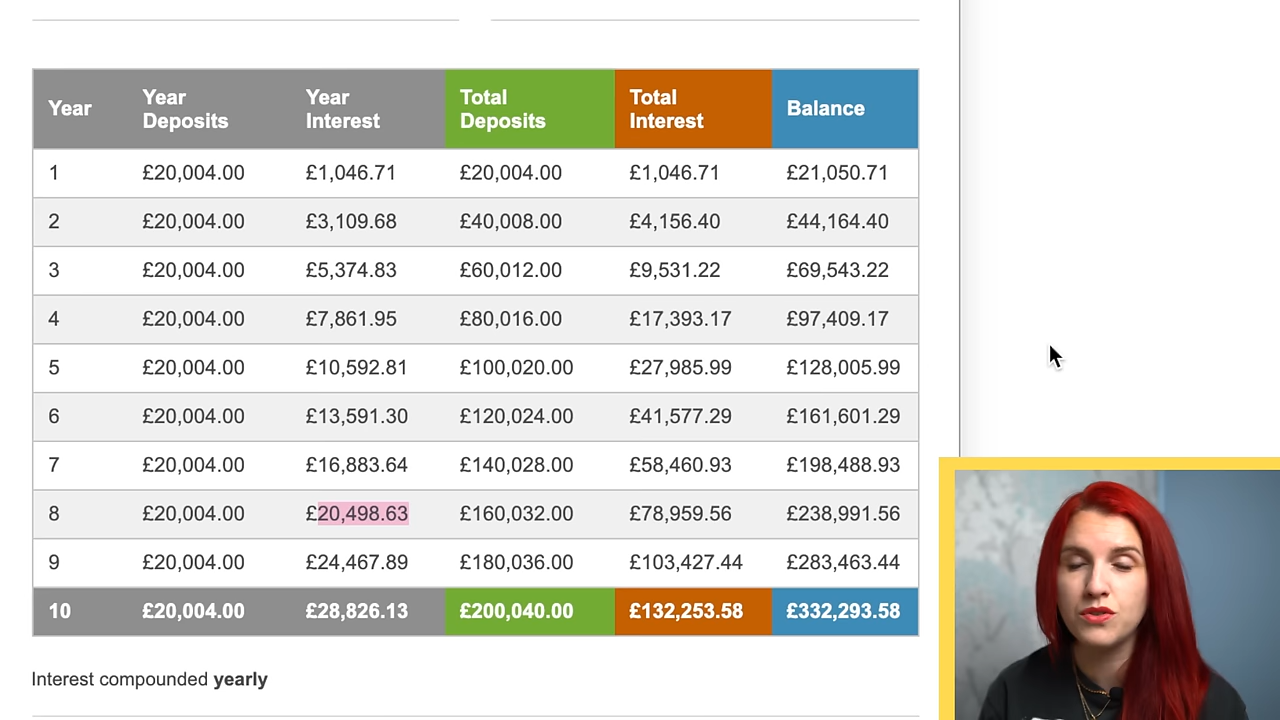 Year Year Deposits Year Interest Total Deposits Total Interest Balance
1 £20,004.00 £1,046.71 £20,004.00 £1,046.71 £21,050.71
2 £20,004.00 £3,109.68 £40,008.00 £4,156.40 £44,164.40
3 £20,004.00 £5,374.83 £60,012.00 £9,531.22 £69,543.22
4 £20,004.00 £7,861.95 £80,016.00 £17,393.17 £97,409.17
5 £20,004.00 £10,592.81 £100,020.00 £27,985.99 £128,005.99
6 £20,004.00 £13,591.30 £120,024.00 £41,577.29 £161,601.29
7 £20,004.00 £16,883.64 £140,028.00 £58,460.93 £198,488.93
8 £20,004.00 £20,498.63 £160,032.00 £78,959.56 £238,991.56
9 £20,004.00 £24,467.89 £180,036.00 £103,427.44 £283,463.44
10 £20,004.00 £28,826.13 £200,040.00 £132,253.58 £332,293.58
Interest compounded yearly